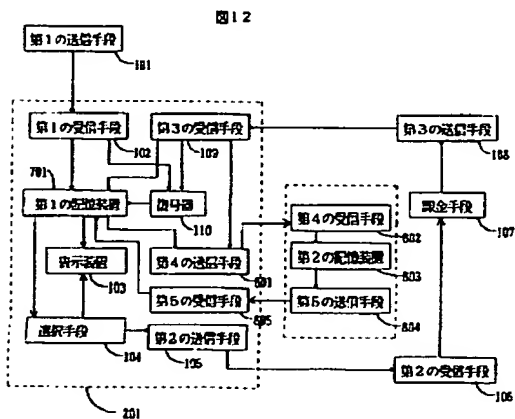 図12
第1の送信手段
101
第1の受信手段
102
第3の受信手段
109
第3の送信手段
108
701
第1の記憶装置
復号器
110
第4の受信手段
802
課金手段
107
表示装置
103
第4の送信手段
801
第2の記憶装置
803
第5の受信手段
805
第5の送信手段
804
選択手段
104
第2の送信手段
105
第2の受信手段
106
201